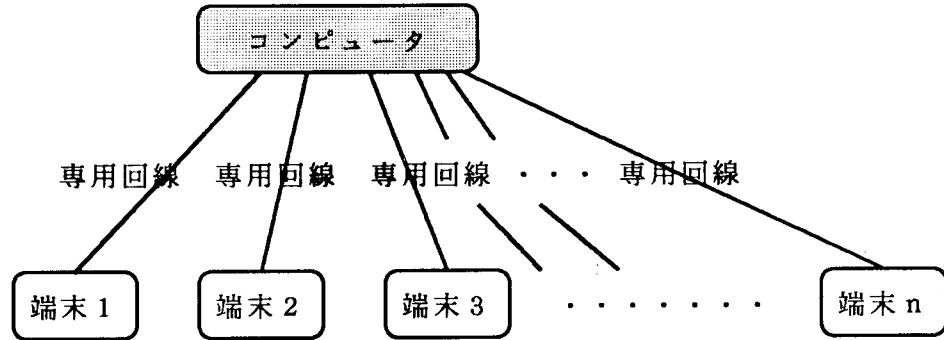 コンピュータ
専用回線 専用回線 専用回線 ・・・ 専用回線
端末1 端末2 端末3 ・・・・・・・ 端末n